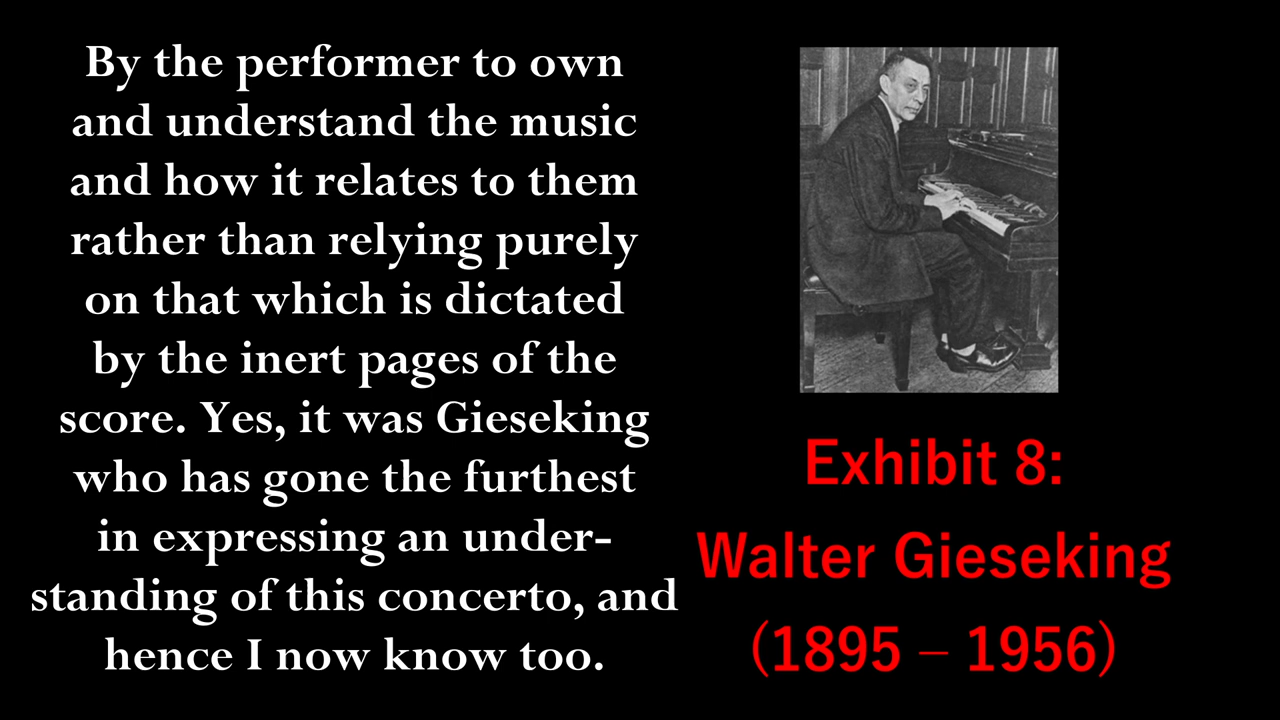 By the performer to own
and understand the music
and how it relates to them
rather than relying purely
on that which is dictated
by the inert pages of the
score. Yes, it was Gieseking
who has gone the furthest
in expressing an under-
standing of this concerto, and
hence I now know too.
Exhibit 8:
Walter Gieseking
(1895 – 1956)